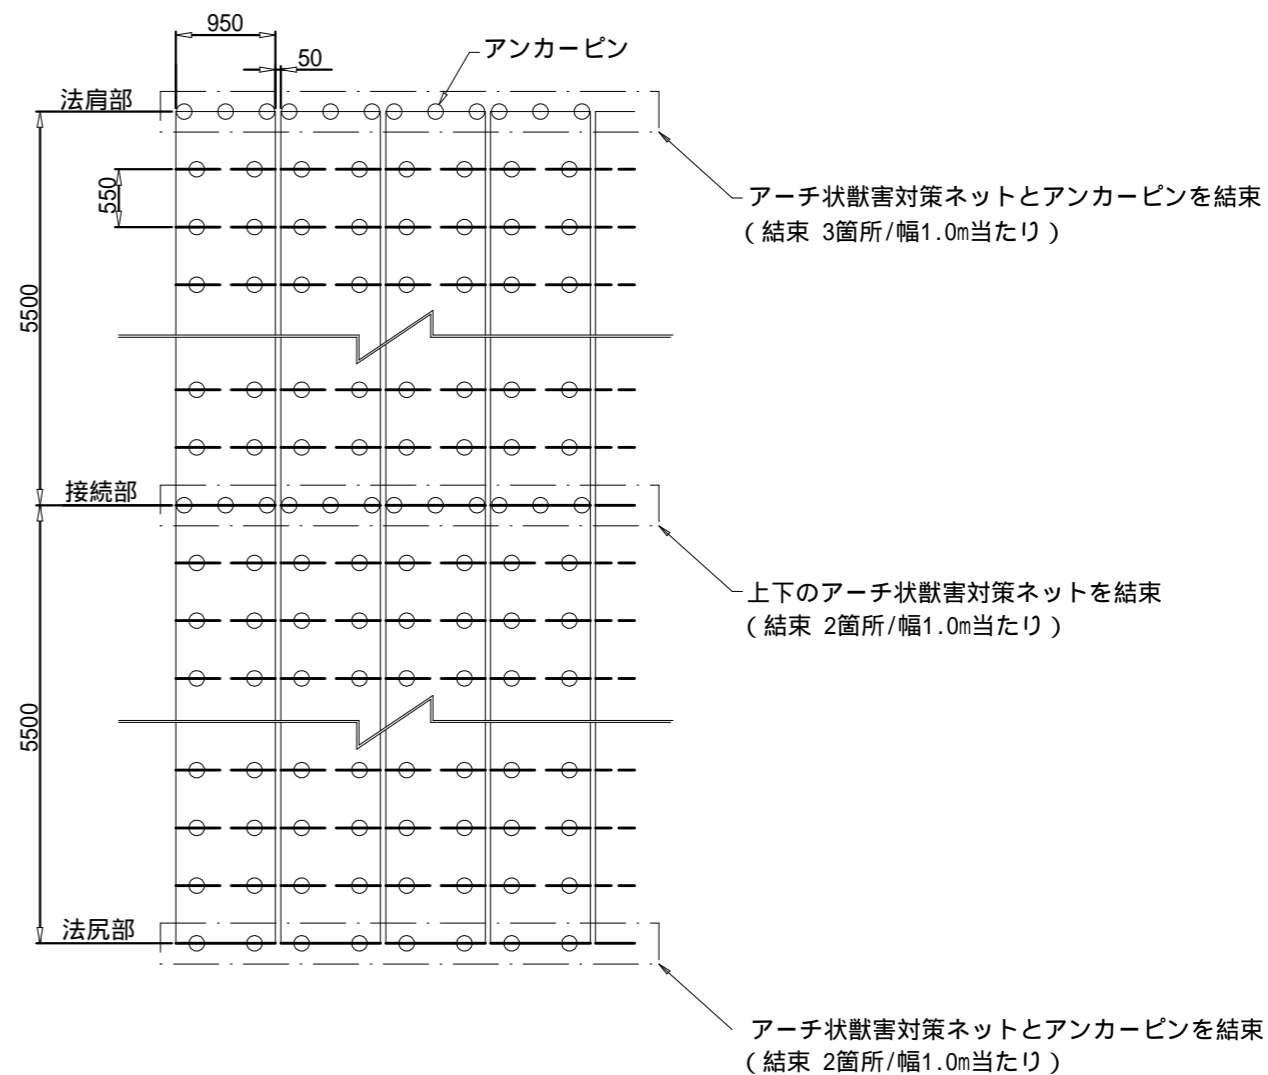 950
50
アンカーピン
法肩部
550
5500
アーチ状獣害対策ネットとアンカーピンを結束
(結束 3箇所/幅1.0m当たり)
接続部
上下のアーチ状獣害対策ネットを結束
(結束 2箇所/幅1.0m当たり)
5500
法尻部
アーチ状獣害対策ネットとアンカーピンを結束
(結束 2箇所/幅1.0m当たり)